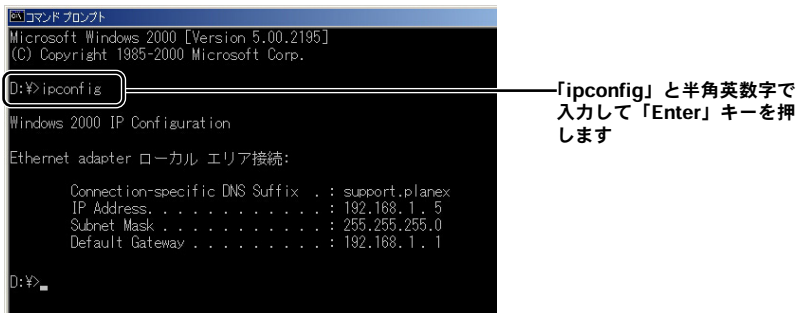 コマンド プロンプト
Microsoft Windows 2000 [Version 5.00.2195]
(C) Copyright 1985-2000 Microsoft Corp.
D:¥>ipconfig
Windows 2000 IP Configuration
Ethernet adapter ローカル エリア接続:
Connection-specific DNS Suffix  . : support.planex
IP Address. . . . . . . . . . . . : 192.168. 1 . 5
Subnet Mask . . . . . . . . . . . : 255.255.255.0
Default Gateway . . . . . . . . . : 192.168. 1 . 1
D:¥>_
「ipconfig」と半角英数字で
入力して「Enter」キーを押
します